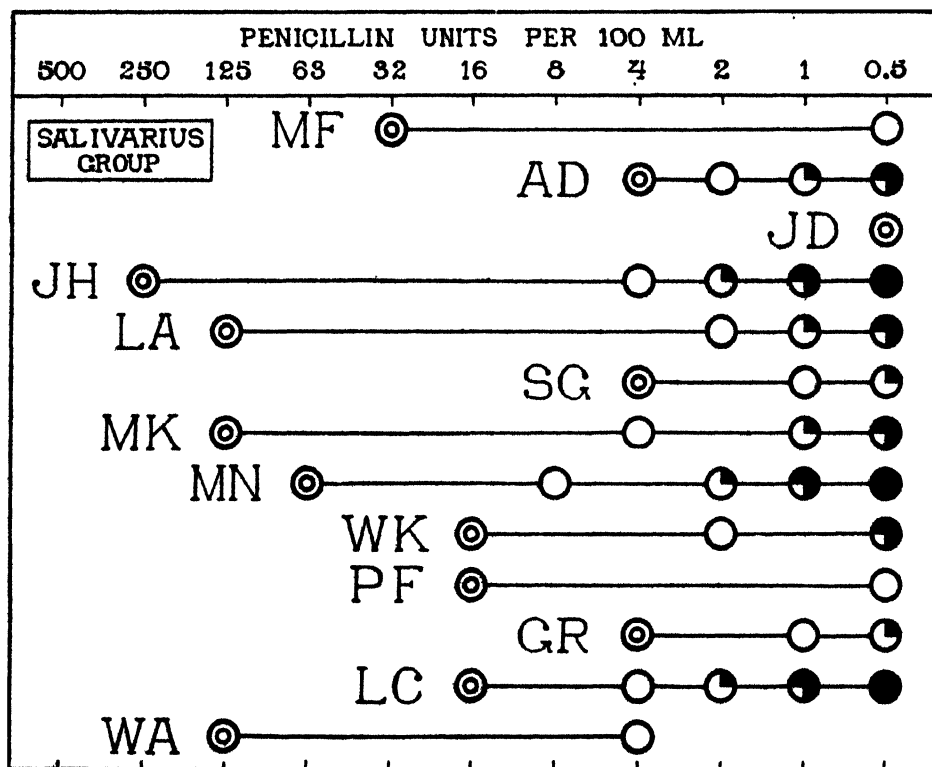 PENICILLIN UNITS PER 100 ML
500 250 125 63 32 16 8 4 2 1 0.5
SALIVARIUS
GROUP
MF
AD
JD
JH
LA
SG
MK
MN
WK
PF
GR
LC
WA